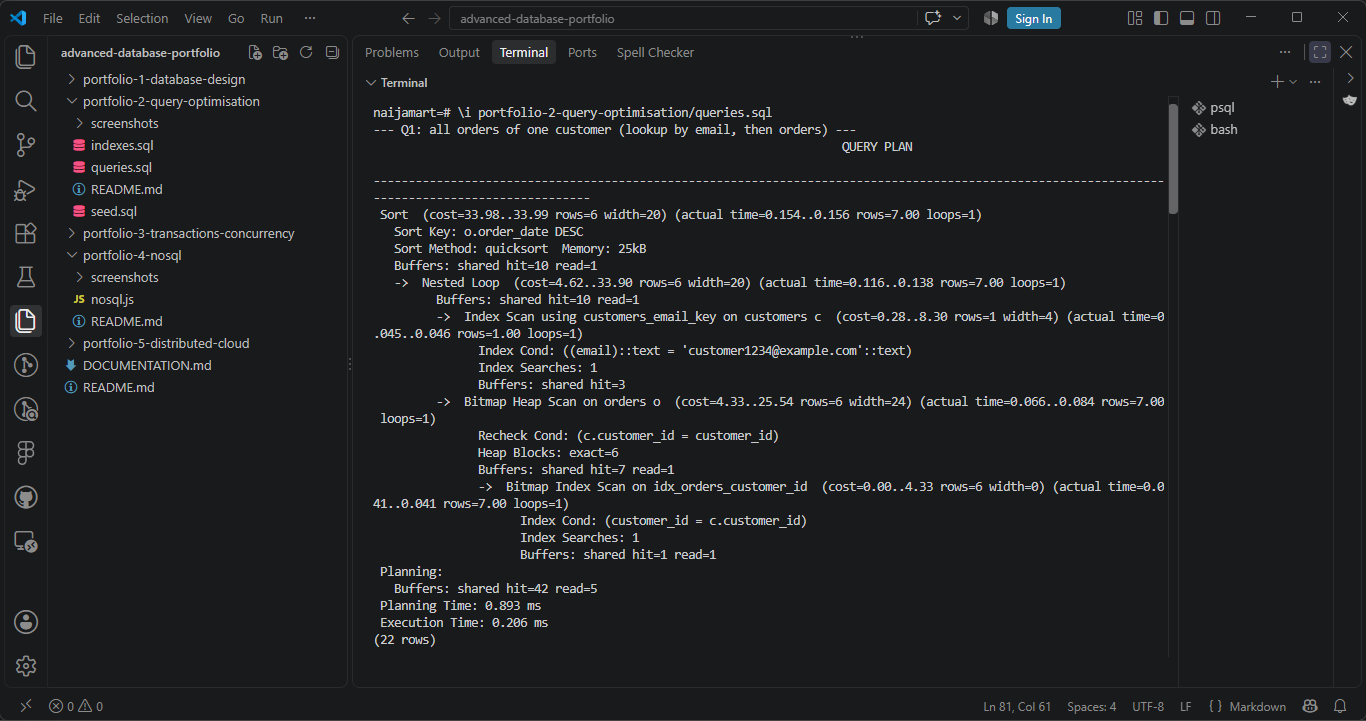 File Edit Selection View Go Run ···
advanced-database-portfolio
Sign In
advanced-database-portfolio
portfolio-1-database-design
portfolio-2-query-optimisation
screenshots
indexes.sql
queries.sql
README.md
seed.sql
portfolio-3-transactions-concurrency
portfolio-4-nosql
screenshots
JS nosql.js
README.md
portfolio-5-distributed-cloud
DOCUMENTATION.md
README.md
Problems Output Terminal Ports Spell Checker
Terminal
naijamart=# \i portfolio-2-query-optimisation/queries.sql
--- Q1: all orders of one customer (lookup by email, then orders) ---
QUERY PLAN
-----------------------------------------------------------------------------------------------------------------
-------------------------------
Sort  (cost=33.98..33.99 rows=6 width=20) (actual time=0.154..0.156 rows=7.00 loops=1)
Sort Key: o.order_date DESC
Sort Method: quicksort  Memory: 25kB
Buffers: shared hit=10 read=1
->  Nested Loop  (cost=4.62..33.90 rows=6 width=20) (actual time=0.116..0.138 rows=7.00 loops=1)
Buffers: shared hit=10 read=1
->  Index Scan using customers_email_key on customers c  (cost=0.28..8.30 rows=1 width=4) (actual time=0
.045..0.046 rows=1.00 loops=1)
Index Cond: ((email)::text = 'customer1234@example.com'::text)
Index Searches: 1
Buffers: shared hit=3
->  Bitmap Heap Scan on orders o  (cost=4.33..25.54 rows=6 width=24) (actual time=0.066..0.084 rows=7.00
loops=1)
Recheck Cond: (c.customer_id = customer_id)
Heap Blocks: exact=6
Buffers: shared hit=7 read=1
->  Bitmap Index Scan on idx_orders_customer_id  (cost=0.00..4.33 rows=6 width=0) (actual time=0.0
41..0.041 rows=7.00 loops=1)
Index Cond: (customer_id = c.customer_id)
Index Searches: 1
Buffers: shared hit=1 read=1
Planning:
Buffers: shared hit=42 read=5
Planning Time: 0.893 ms
Execution Time: 0.206 ms
(22 rows)
psql
bash
0 0
Ln 81, Col 61 Spaces: 4 UTF-8 LF { } Markdown